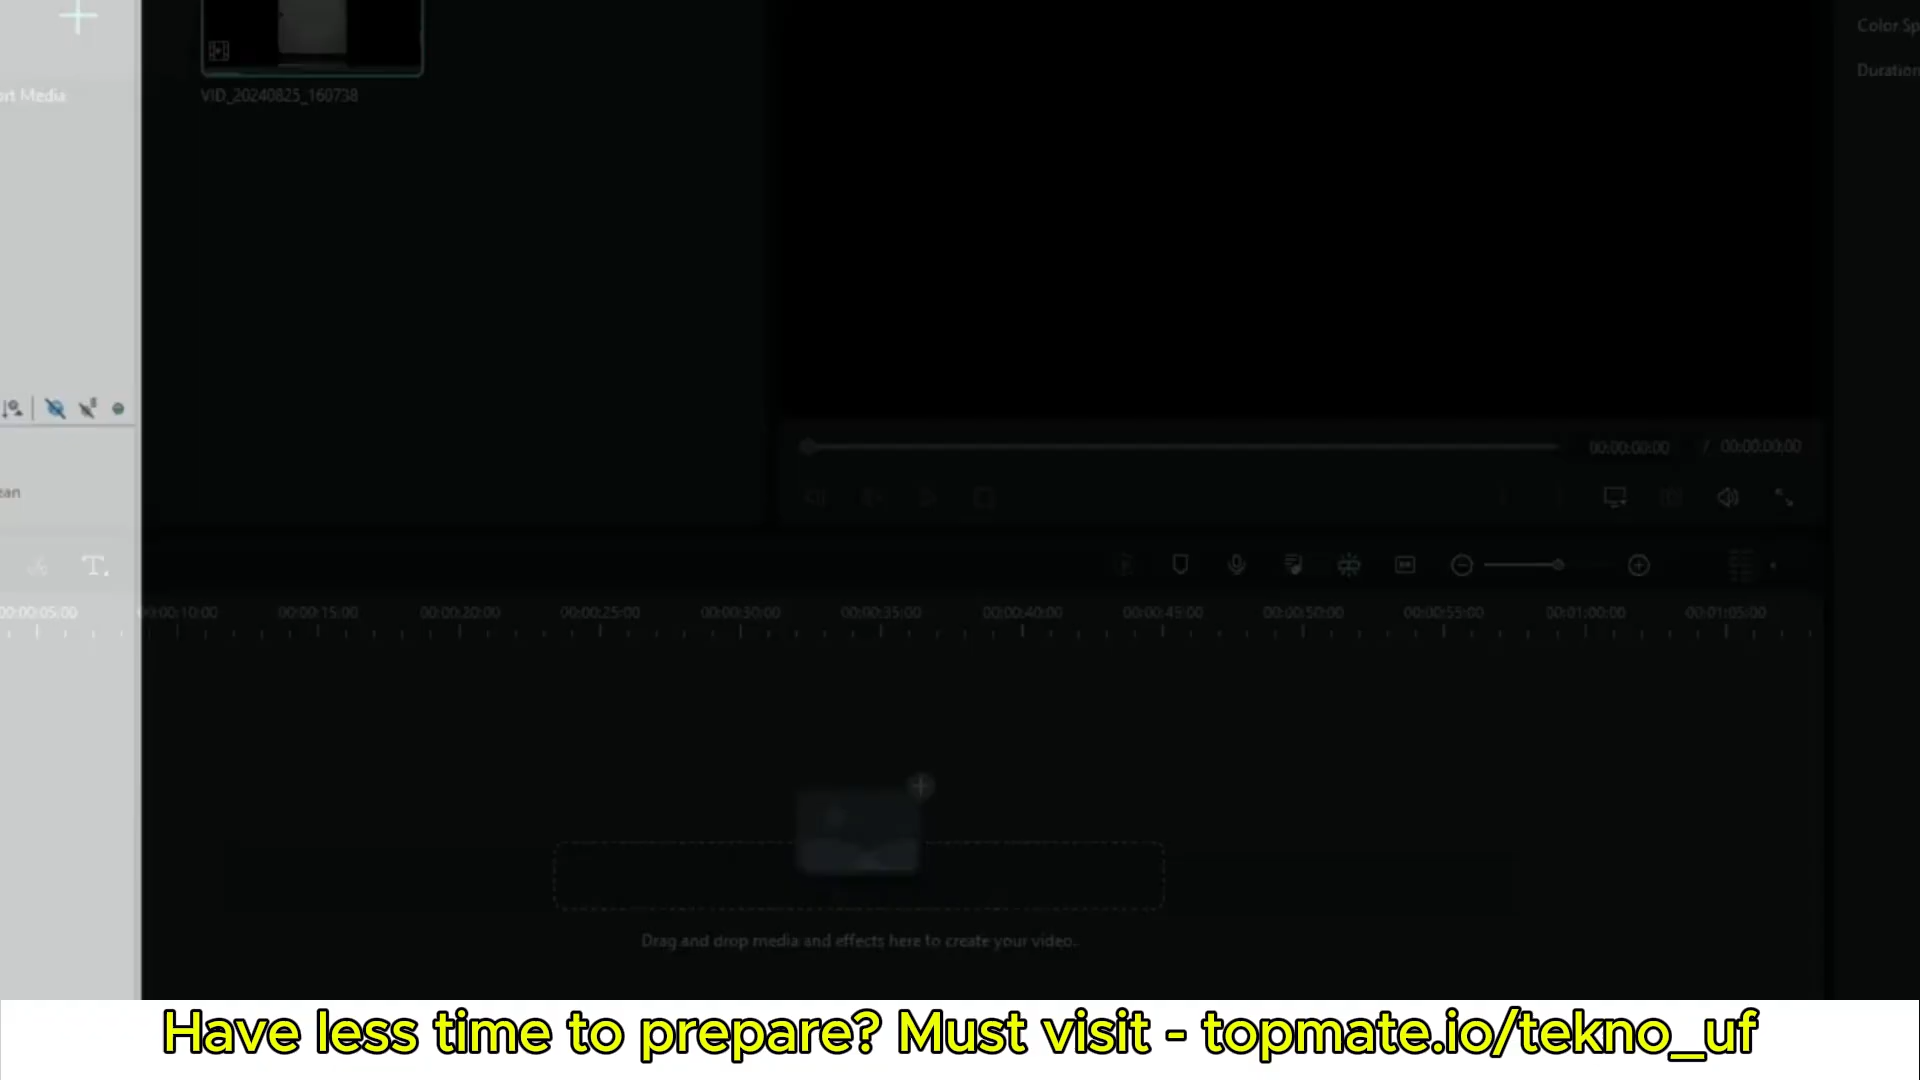 Color Sp
Duration
ort Media
VID_20240825_160738
00:00:00:00 / 00:00:00:00
zan
00:00:05:00 00:00:10:00 00:00:15:00 00:00:20:00 00:00:25:00 00:00:30:00 00:00:35:00 00:00:40:00 00:00:45:00 00:00:50:00 00:00:55:00 00:01:00:00 00:01:05:00
Drag and drop media and effects here to create your video.
Have less time to prepare? Must visit - topmate.io/tekno_uf